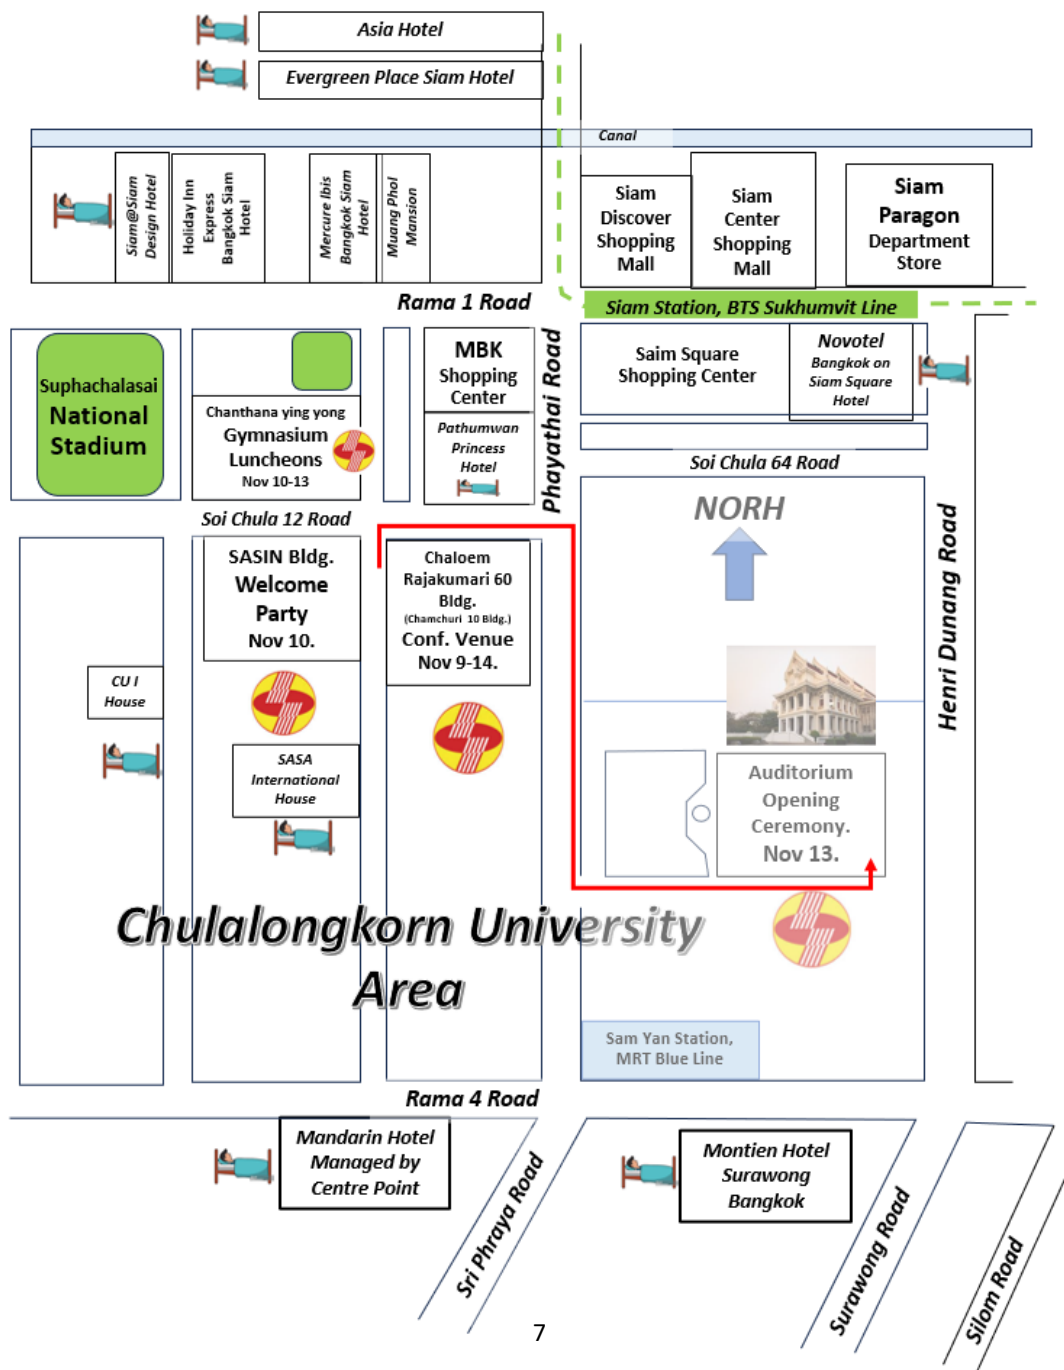 Asia Hotel
Evergreen Place Siam Hotel
Canal
Siam@Siam
Design Hotel
Holiday Inn
Express
Bangkok Siam
Hotel
Mercure Ibis
Bangkok Siam
Hotel
Muang Phol
Mansion
Siam
Discover
Shopping
Mall
Siam
Center
Shopping
Mall
Siam
Paragon
Department
Store
Rama 1 Road
Siam Station, BTS Sukhumvit Line
Suphachalasai
National
Stadium
Chanthana ying yong
Gymnasium
Luncheons
Nov 10-13
MBK
Shopping
Center
Pathumwan
Princess
Hotel
Phayathai Road
Saim Square
Shopping Center
Novotel
Bangkok on
Siam Square
Hotel
Soi Chula 64 Road
Soi Chula 12 Road
NORH
Henri Dunang Road
SASIN Bldg.
Welcome
Party
Nov 10.
Chaloem
Rajakumari 60
Bldg.
(Chamchuri 10 Bldg.)
Conf. Venue
Nov 9-14.
CU I
House
SASA
International
House
Auditorium
Opening
Ceremony.
Nov 13.
Chulalongkorn University
Area
Sam Yan Station,
MRT Blue Line
Rama 4 Road
Mandarin Hotel
Managed by
Centre Point
Sri Phraya Road
Montien Hotel
Surawong
Bangkok
Surawong Road
Silom Road
7